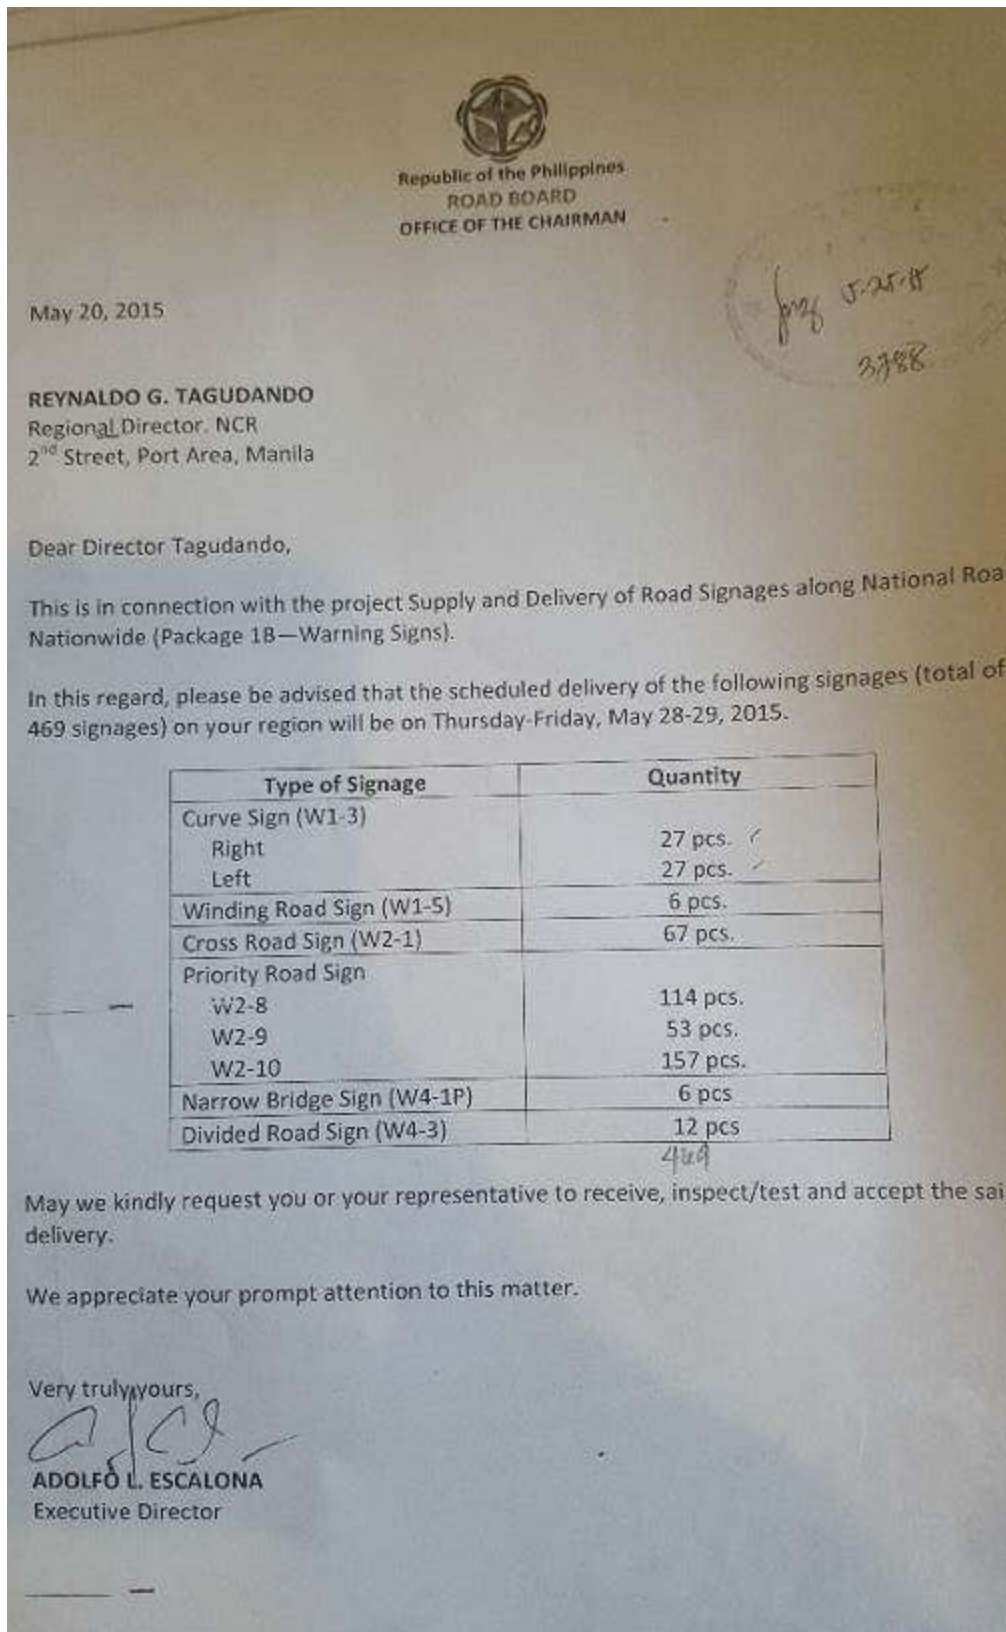 Republic of the Philippines
ROAD BOARD
OFFICE OF THE CHAIRMAN
5-25-15
3788
May 20, 2015
REYNALDO G. TAGUDANDO
Regional Director. NCR
2nd Street, Port Area, Manila
Dear Director Tagudando,
This is in connection with the project Supply and Delivery of Road Signages along National Roa
Nationwide (Package 1B—Warning Signs).
In this regard, please be advised that the scheduled delivery of the following signages (total of
469 signages) on your region will be on Thursday-Friday, May 28-29, 2015.
Type of Signage Quantity
Curve Sign (W1-3)
Right 27 pcs.
Left 27 pcs.
Winding Road Sign (W1-5) 6 pcs.
Cross Road Sign (W2-1) 67 pcs.
Priority Road Sign
W2-8 114 pcs.
W2-9 53 pcs.
W2-10 157 pcs.
Narrow Bridge Sign (W4-1P) 6 pcs
Divided Road Sign (W4-3) 12 pcs
469
May we kindly request you or your representative to receive, inspect/test and accept the sai
delivery.
We appreciate your prompt attention to this matter.
Very truly yours,
ADOLFO L. ESCALONA
Executive Director